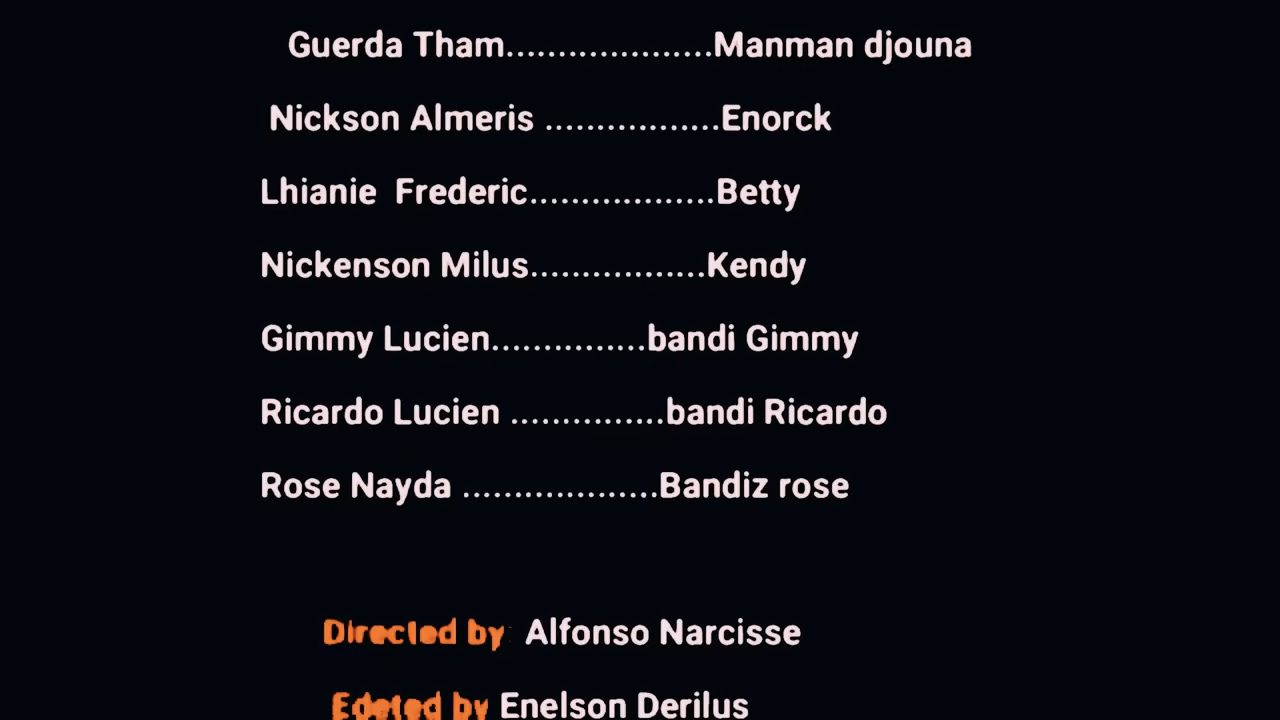 Guerda Tham....................Manman djouna
Nickson Almeris .................Enorck
Lhianie  Frederic..................Betty
Nickenson Milus.................Kendy
Gimmy Lucien...............bandi Gimmy
Ricardo Lucien ...............bandi Ricardo
Rose Nayda ...................Bandiz rose
Directed by Alfonso Narcisse
Edeted by Enelson Derilus